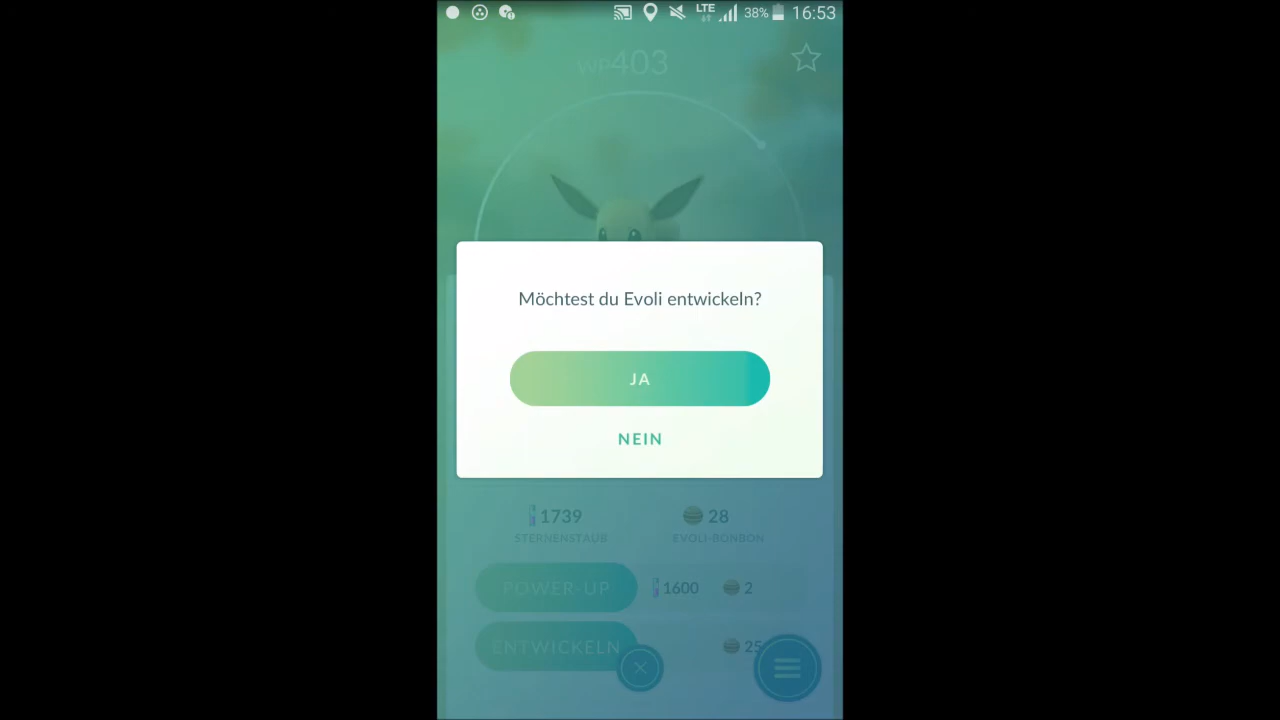 LTE 38% 16:53
WP403
Möchtest du Evoli entwickeln?
JA
NEIN
1739 28
STERNENSTAUB EVOLI-BONBON
POWER-UP 1600 2
ENTWICKELN 25